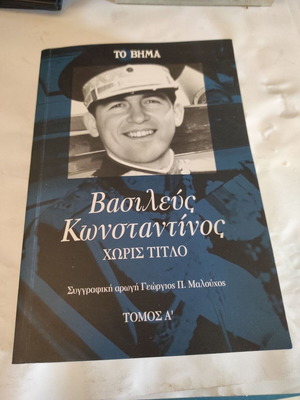 ΤΟ ΒΗΜΑ
Βασιλεύς
Κωνσταντίνος
ΧΩΡΙΣ ΤΙΤΛΟ
Συγγραφική αρωγή Γεώργιος Π. Μαλούχος
ΤΟΜΟΣ Α'